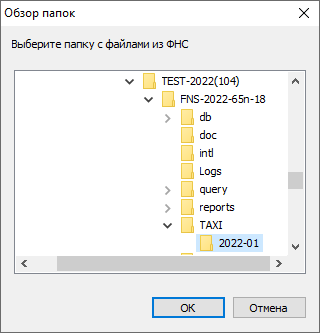 Обзор папок
Выберите папку с файлами из ФНС
TEST-2022(104)
FNS-2022-65n-18
db
doc
intl
Logs
query
reports
TAXI
2022-01
OK
Отмена